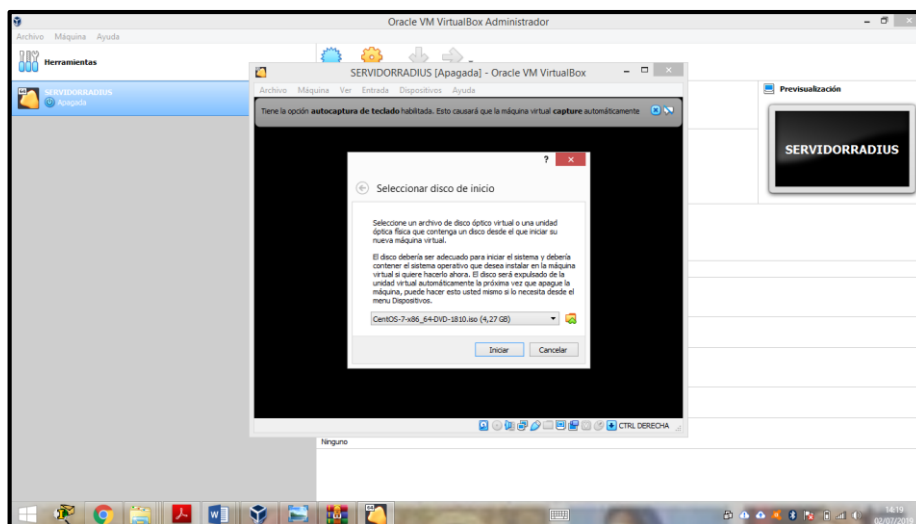 Oracle VM VirtualBox Administrador
Archivo Máquina Ayuda
Herramientas
SERVIDORRADIUS
Apagada
SERVIDORRADIUS [Apagada] - Oracle VM VirtualBox
Archivo Máquina Ver Entrada Dispositivos Ayuda
Tiene la opción autocaptura de teclado habilitada. Esto causará que la máquina virtual capture automáticamente
Previsualización
SERVIDORRADIUS
Seleccionar disco de inicio
Seleccione un archivo de disco óptico virtual o una unidad
óptica física que contenga un disco desde el que iniciar su
nueva máquina virtual.
El disco debería ser adecuado para iniciar el sistema y debería
contener el sistema operativo que desea instalar en la máquina
virtual si quiere hacerlo ahora. El disco será expulsado de la
unidad virtual automáticamente la próxima vez que apague la
máquina, puede hacer esto usted mismo si lo necesita desde el
menu Dispositivos.
CentOS-7-x86_64-DVD-1810.iso (4,27 GB)
Iniciar Cancelar
CTRL DERECHA
Ninguno
14:19